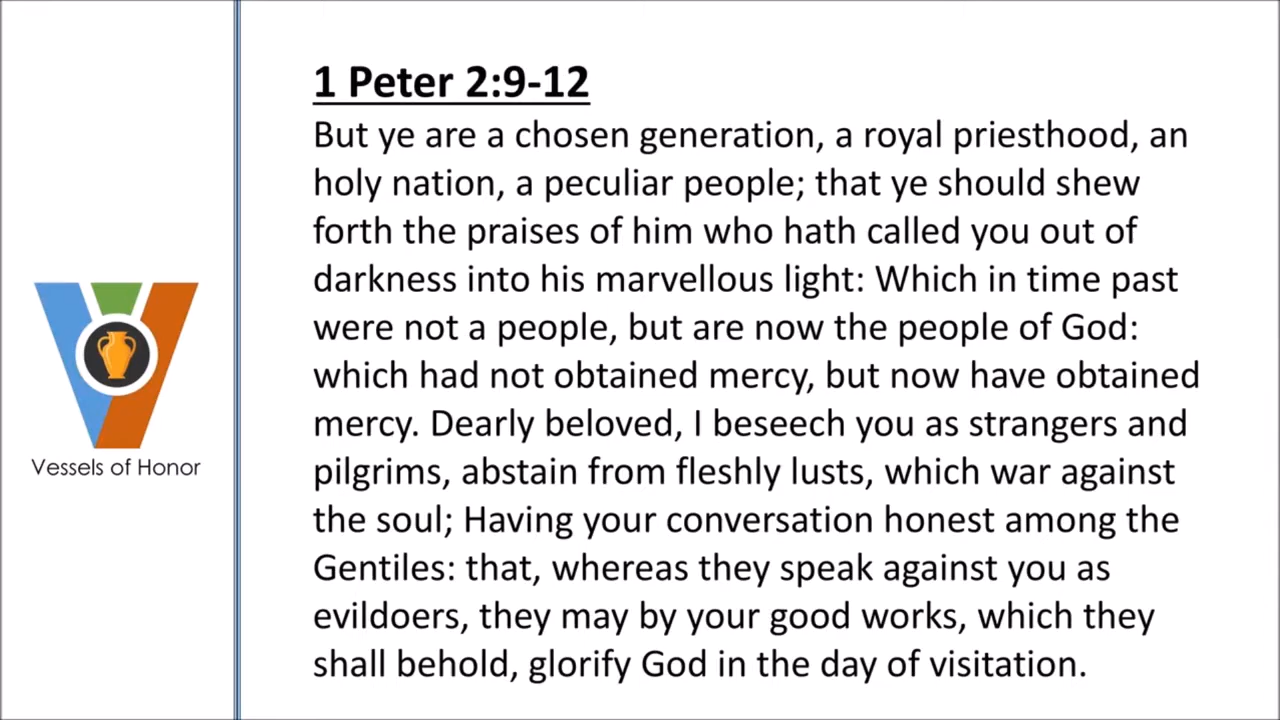 1 Peter 2:9-12
But ye are a chosen generation, a royal priesthood, an
holy nation, a peculiar people; that ye should shew
forth the praises of him who hath called you out of
darkness into his marvellous light: Which in time past
were not a people, but are now the people of God:
which had not obtained mercy, but now have obtained
mercy. Dearly beloved, I beseech you as strangers and
pilgrims, abstain from fleshly lusts, which war against
the soul; Having your conversation honest among the
Gentiles: that, whereas they speak against you as
evildoers, they may by your good works, which they
shall behold, glorify God in the day of visitation.
Vessels of Honor